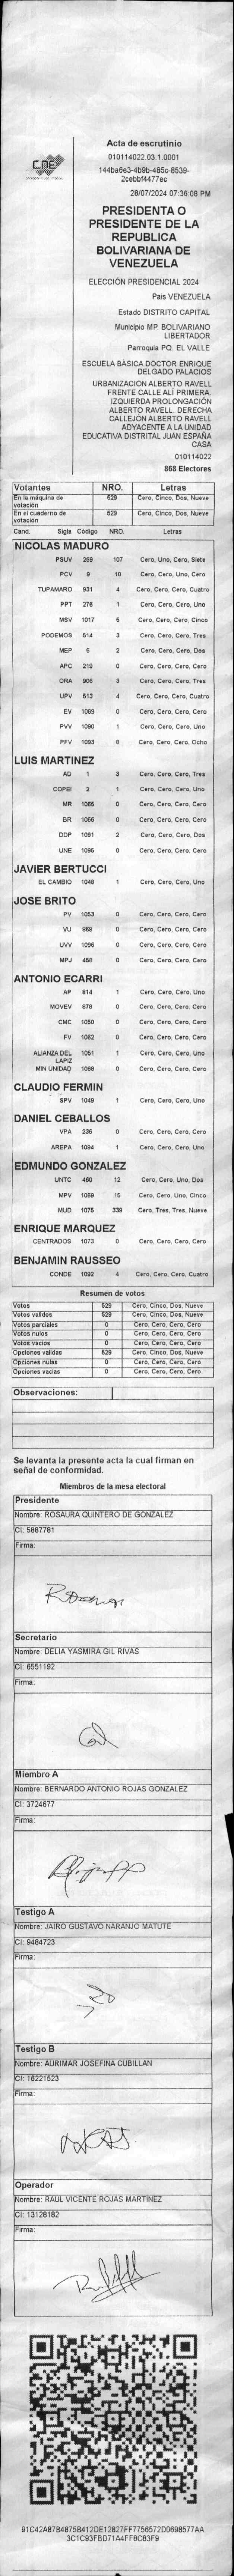 CNE
Acta de escrutinio
010114022.03.1.0001
144ba6e3-4b9b-485c-8539-
2cebbf4477ec
28/07/2024 07:36:08 PM
PRESIDENTA O
PRESIDENTE DE LA
REPUBLICA
BOLIVARIANA DE
VENEZUELA
ELECCIÓN PRESIDENCIAL 2024
Pais VENEZUELA
Estado DISTRITO CAPITAL
Municipio MP. BOLIVARIANO
LIBERTADOR
Parroquia PQ. EL VALLE
ESCUELA BÁSICA DOCTOR ENRIQUE
DELGADO PALACIOS
URBANIZACION ALBERTO RAVELL
FRENTE CALLE ALÍ PRIMERA.
IZQUIERDA PROLONGACIÓN
ALBERTO RAVELL. DERECHA
CALLEJÓN ALBERTO RAVELL
ADYACENTE A LA UNIDAD
EDUCATIVA DISTRITAL JUAN ESPAÑA
CASA
010114022
868 Electores
Votantes NRO. Letras
En la máquina de votación 529 Cero, Cinco, Dos, Nueve
En el cuaderno de votación 529 Cero, Cinco, Dos, Nueve
Cand. Sigla Código NRO. Letras
NICOLAS MADURO
PSUV 269 107 Cero, Uno, Cero, Siete
PCV 9 10 Cero, Cero, Uno, Cero
TUPAMARO 931 4 Cero, Cero, Cero, Cuatro
PPT 276 1 Cero, Cero, Cero, Uno
MSV 1017 5 Cero, Cero, Cero, Cinco
PODEMOS 514 3 Cero, Cero, Cero, Tres
MEP 6 2 Cero, Cero, Cero, Dos
APC 219 0 Cero, Cero, Cero, Cero
ORA 906 3 Cero, Cero, Cero, Tres
UPV 513 4 Cero, Cero, Cero, Cuatro
EV 1089 0 Cero, Cero, Cero, Cero
PVV 1090 1 Cero, Cero, Cero, Uno
PFV 1093 8 Cero, Cero, Cero, Ocho
LUIS MARTINEZ
AD 1 3 Cero, Cero, Cero, Tres
COPEI 2 1 Cero, Cero, Cero, Uno
MR 1055 0 Cero, Cero, Cero, Cero
BR 1056 0 Cero, Cero, Cero, Cero
DDP 1091 2 Cero, Cero, Cero, Dos
UNE 1095 0 Cero, Cero, Cero, Cero
JAVIER BERTUCCI
EL CAMBIO 1048 1 Cero, Cero, Cero, Uno
JOSE BRITO
PV 1053 0 Cero, Cero, Cero, Cero
VU 868 0 Cero, Cero, Cero, Cero
UVV 1096 0 Cero, Cero, Cero, Cero
MPJ 458 0 Cero, Cero, Cero, Cero
ANTONIO ECARRI
AP 814 1 Cero, Cero, Cero, Uno
MOVEV 678 0 Cero, Cero, Cero, Cero
CMC 1050 0 Cero, Cero, Cero, Cero
FV 1052 0 Cero, Cero, Cero, Cero
ALIANZA DEL LAPIZ 1051 1 Cero, Cero, Cero, Uno
MIN UNIDAD 1068 0 Cero, Cero, Cero, Cero
CLAUDIO FERMIN
SPV 1049 1 Cero, Cero, Cero, Uno
DANIEL CEBALLOS
VPA 236 0 Cero, Cero, Cero, Cero
AREPA 1094 1 Cero, Cero, Cero, Uno
EDMUNDO GONZALEZ
UNTC 460 12 Cero, Cero, Uno, Dos
MPV 1069 15 Cero, Cero, Uno, Cinco
MUD 1075 339 Cero, Tres, Tres, Nueve
ENRIQUE MARQUEZ
CENTRADOS 1073 0 Cero, Cero, Cero, Cero
BENJAMIN RAUSSEO
CONDE 1092 4 Cero, Cero, Cero, Cuatro
Resumen de votos
Votos 529 Cero, Cinco, Dos, Nueve
Votos validos 529 Cero, Cinco, Dos, Nueve
Votos parciales 0 Cero, Cero, Cero, Cero
Votos nulos 0 Cero, Cero, Cero, Cero
Votos vacios 0 Cero, Cero, Cero, Cero
Opciones validas 529 Cero, Cinco, Dos, Nueve
Opciones nulas 0 Cero, Cero, Cero, Cero
Opciones vacias 0 Cero, Cero, Cero, Cero
Observaciones:
Se levanta la presente acta la cual firman en
señal de conformidad.
Miembros de la mesa electoral
Presidente
Nombre: ROSAURA QUINTERO DE GONZALEZ
CI: 5887781
Firma:
Secretario
Nombre: DELIA YASMIRA GIL RIVAS
CI: 6551192
Firma:
Miembro A
Nombre: BERNARDO ANTONIO ROJAS GONZALEZ
CI: 3724677
Firma:
Testigo A
Nombre: JAIRO GUSTAVO NARANJO MATUTE
CI: 9484723
Firma:
Testigo B
Nombre: AURIMAR JOSEFINA CUBILLAN
CI: 16221523
Firma:
Operador
Nombre: RAUL VICENTE ROJAS MARTINEZ
CI: 13128182
Firma:
91C42A87B4875B412DE12827FF7756572D0698577AA
3C1C93FBD71A4FF8C83F9